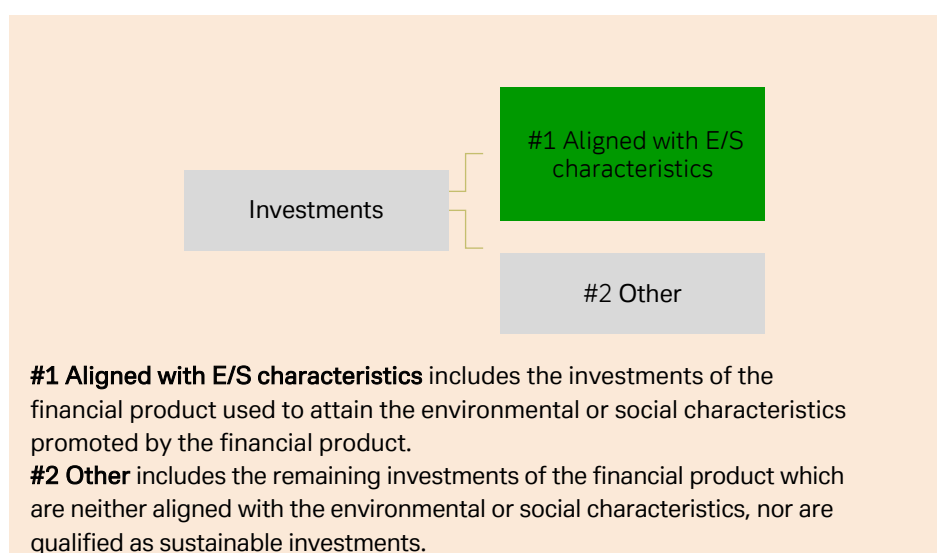 #1 Aligned with E/S
characteristics
Investments
#2 Other
#1 Aligned with E/S characteristics includes the investments of the
financial product used to attain the environmental or social characteristics
promoted by the financial product.
#2 Other includes the remaining investments of the financial product which
are neither aligned with the environmental or social characteristics, nor are
qualified as sustainable investments.